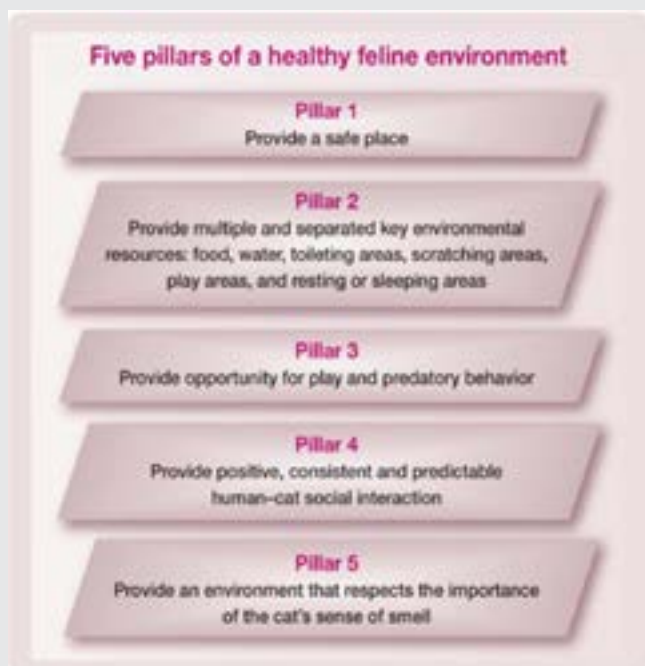 Five pillars of a healthy feline environment
Pillar 1
Provide a safe place
Pillar 2
Provide multiple and separated key environmental
resources: food, water, toileting areas, scratching areas,
play areas, and resting or sleeping areas
Pillar 3
Provide opportunity for play and predatory behavior
Pillar 4
Provide positive, consistent and predictable
human–cat social interaction
Pillar 5
Provide an environment that respects the importance
of the cat's sense of smell